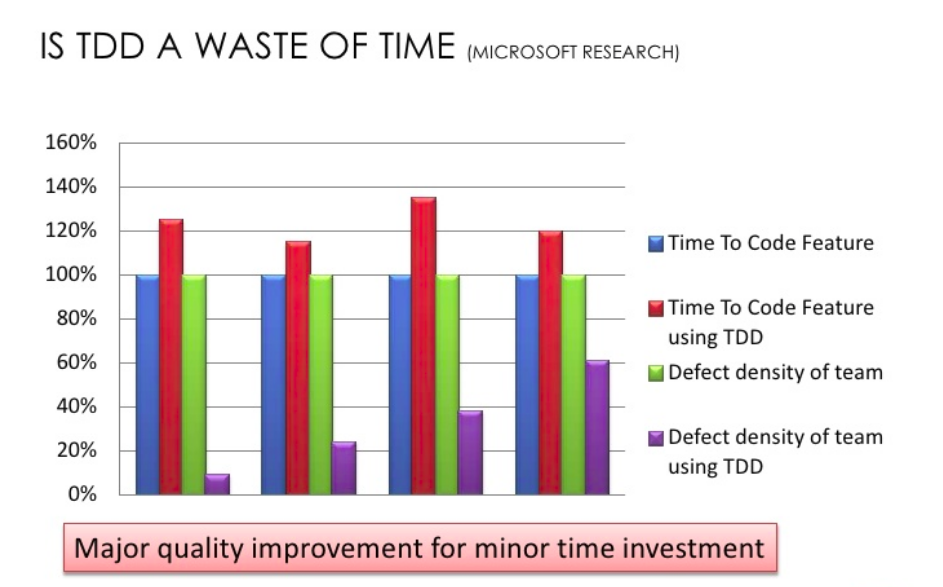 IS TDD A WASTE OF TIME (MICROSOFT RESEARCH)
160%
140%
120%
100%
80%
60%
40%
20%
0%
Time To Code Feature
Time To Code Feature
using TDD
Defect density of team
Defect density of team
using TDD
Major quality improvement for minor time investment